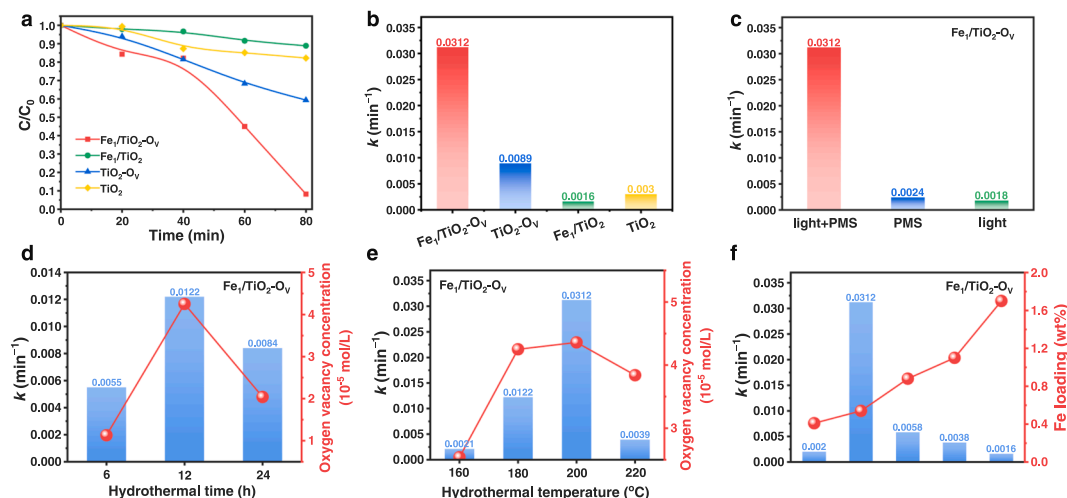 a
C/C0
1.0
0.9
0.8
0.7
0.6
0.5
0.4
0.3
0.2
0.1
0.0
Fe1/TiO2-OV
Fe1/TiO2
TiO2-OV
TiO2
0 20 40 60 80
Time (min)
b
k (min−1)
0.035
0.030
0.025
0.020
0.015
0.010
0.005
0.000
0.0312
0.0089
0.0016
0.003
Fe1/TiO2-OV TiO2-OV Fe1/TiO2 TiO2
c
Fe1/TiO2-OV
k (min−1)
0.035
0.030
0.025
0.020
0.015
0.010
0.005
0.000
0.0312
0.0024
0.0018
light+PMS PMS light
d
Fe1/TiO2-OV
k (min−1)
0.014
0.012
0.010
0.008
0.006
0.004
0.002
0.000
0.0055
0.0122
0.0084
5
4
3
2
1
Oxygen vacancy concentration
(10-5 mol/L)
6 12 24
Hydrothermal time (h)
e
Fe1/TiO2-OV
k (min−1)
0.035
0.030
0.025
0.020
0.015
0.010
0.005
0.000
0.0021
0.0122
0.0312
0.0039
5
4
3
2
Oxygen vacancy concentration
(10-5 mol/L)
160 180 200 220
Hydrothermal temperature (oC)
f
Fe1/TiO2-OV
k (min−1)
0.035
0.030
0.025
0.020
0.015
0.010
0.005
0.000
0.002
0.0312
0.0058
0.0038
0.0016
2.0
1.6
1.2
0.8
0.4
0.0
Fe loading (wt%)